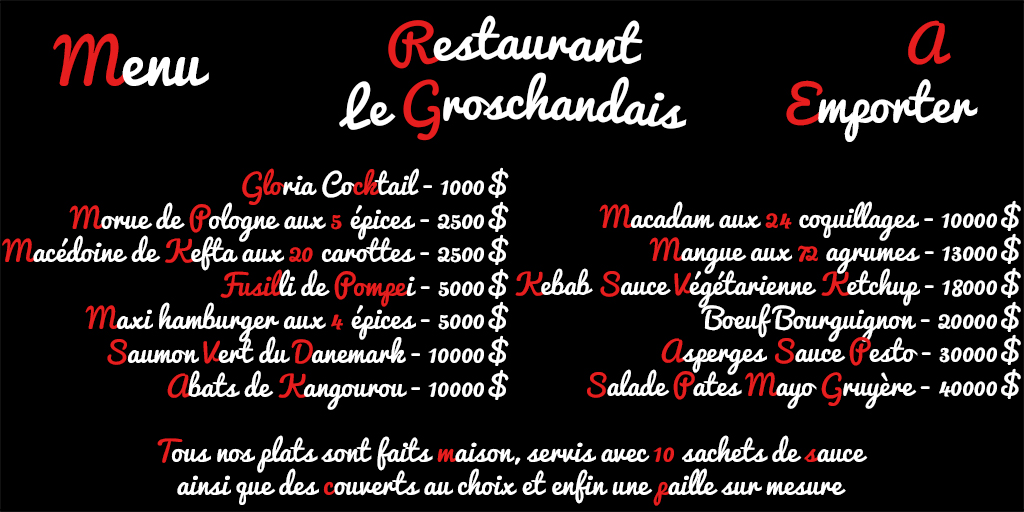 Menu
Restaurant
le Groschandais
A
Emporter
Gloria Cocktail - 1000 $
Morue de Pologne aux 5 épices - 2500 $
Macédoine de Kefta aux 20 carottes - 2500 $
Fusilli de Pompei - 5000 $
Maxi hamburger aux 4 épices - 5000 $
Saumon Vert du Danemark - 10000 $
Abats de Kangourou - 10000 $
Macadam aux 24 coquillages - 10000 $
Mangue aux 72 agrumes - 13000 $
Kebab Sauce Végétarienne Ketchup - 18000 $
Boeuf Bourguignon - 20000 $
Asperges Sauce Pesto - 30000 $
Salade Pates Mayo Gruyère - 40000 $
Tous nos plats sont faits maison, servis avec 10 sachets de sauce
ainsi que des couverts au choix et enfin une paille sur mesure